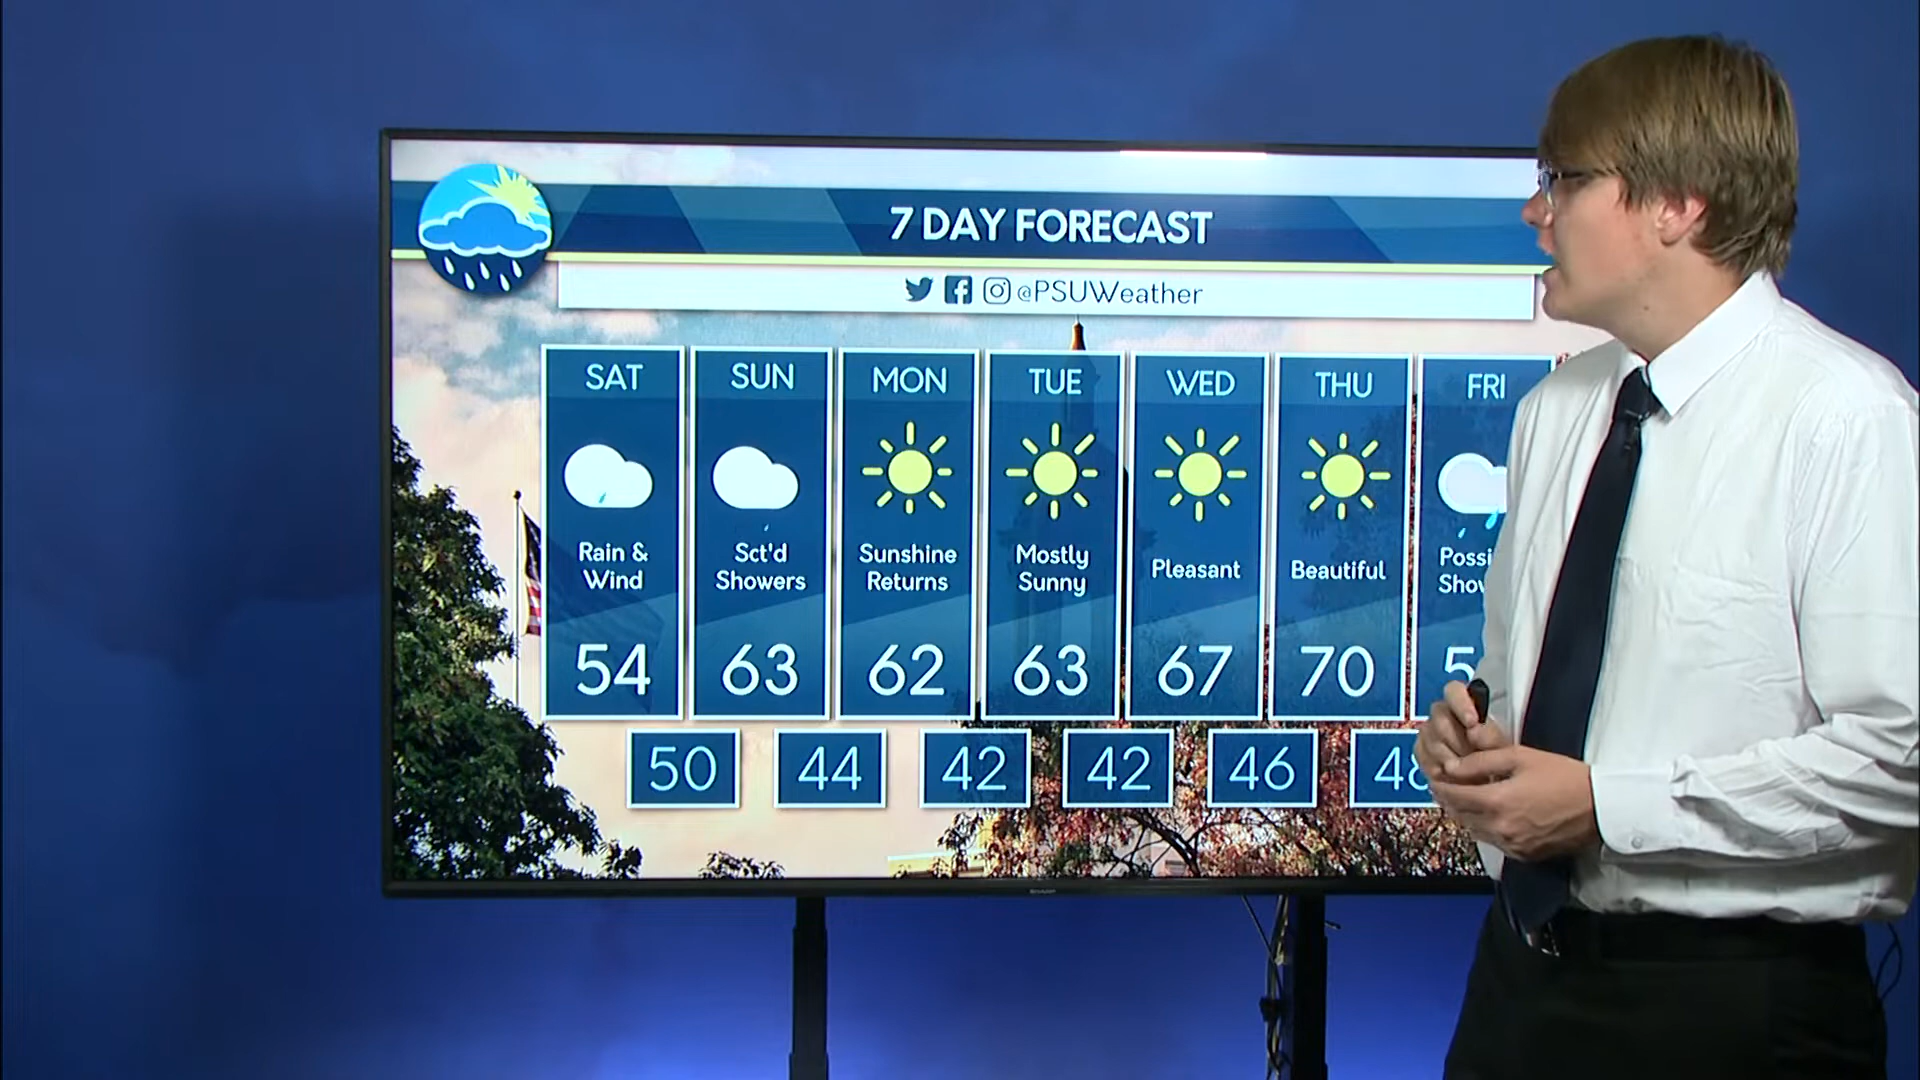 7 DAY FORECAST
@PSUWeather
SAT SUN MON TUE WED THU FRI
Rain & Wind
Sct'd Showers
Sunshine Returns
Mostly Sunny
Pleasant
Beautiful
54 63 62 63 67 70
50 44 42 42 46